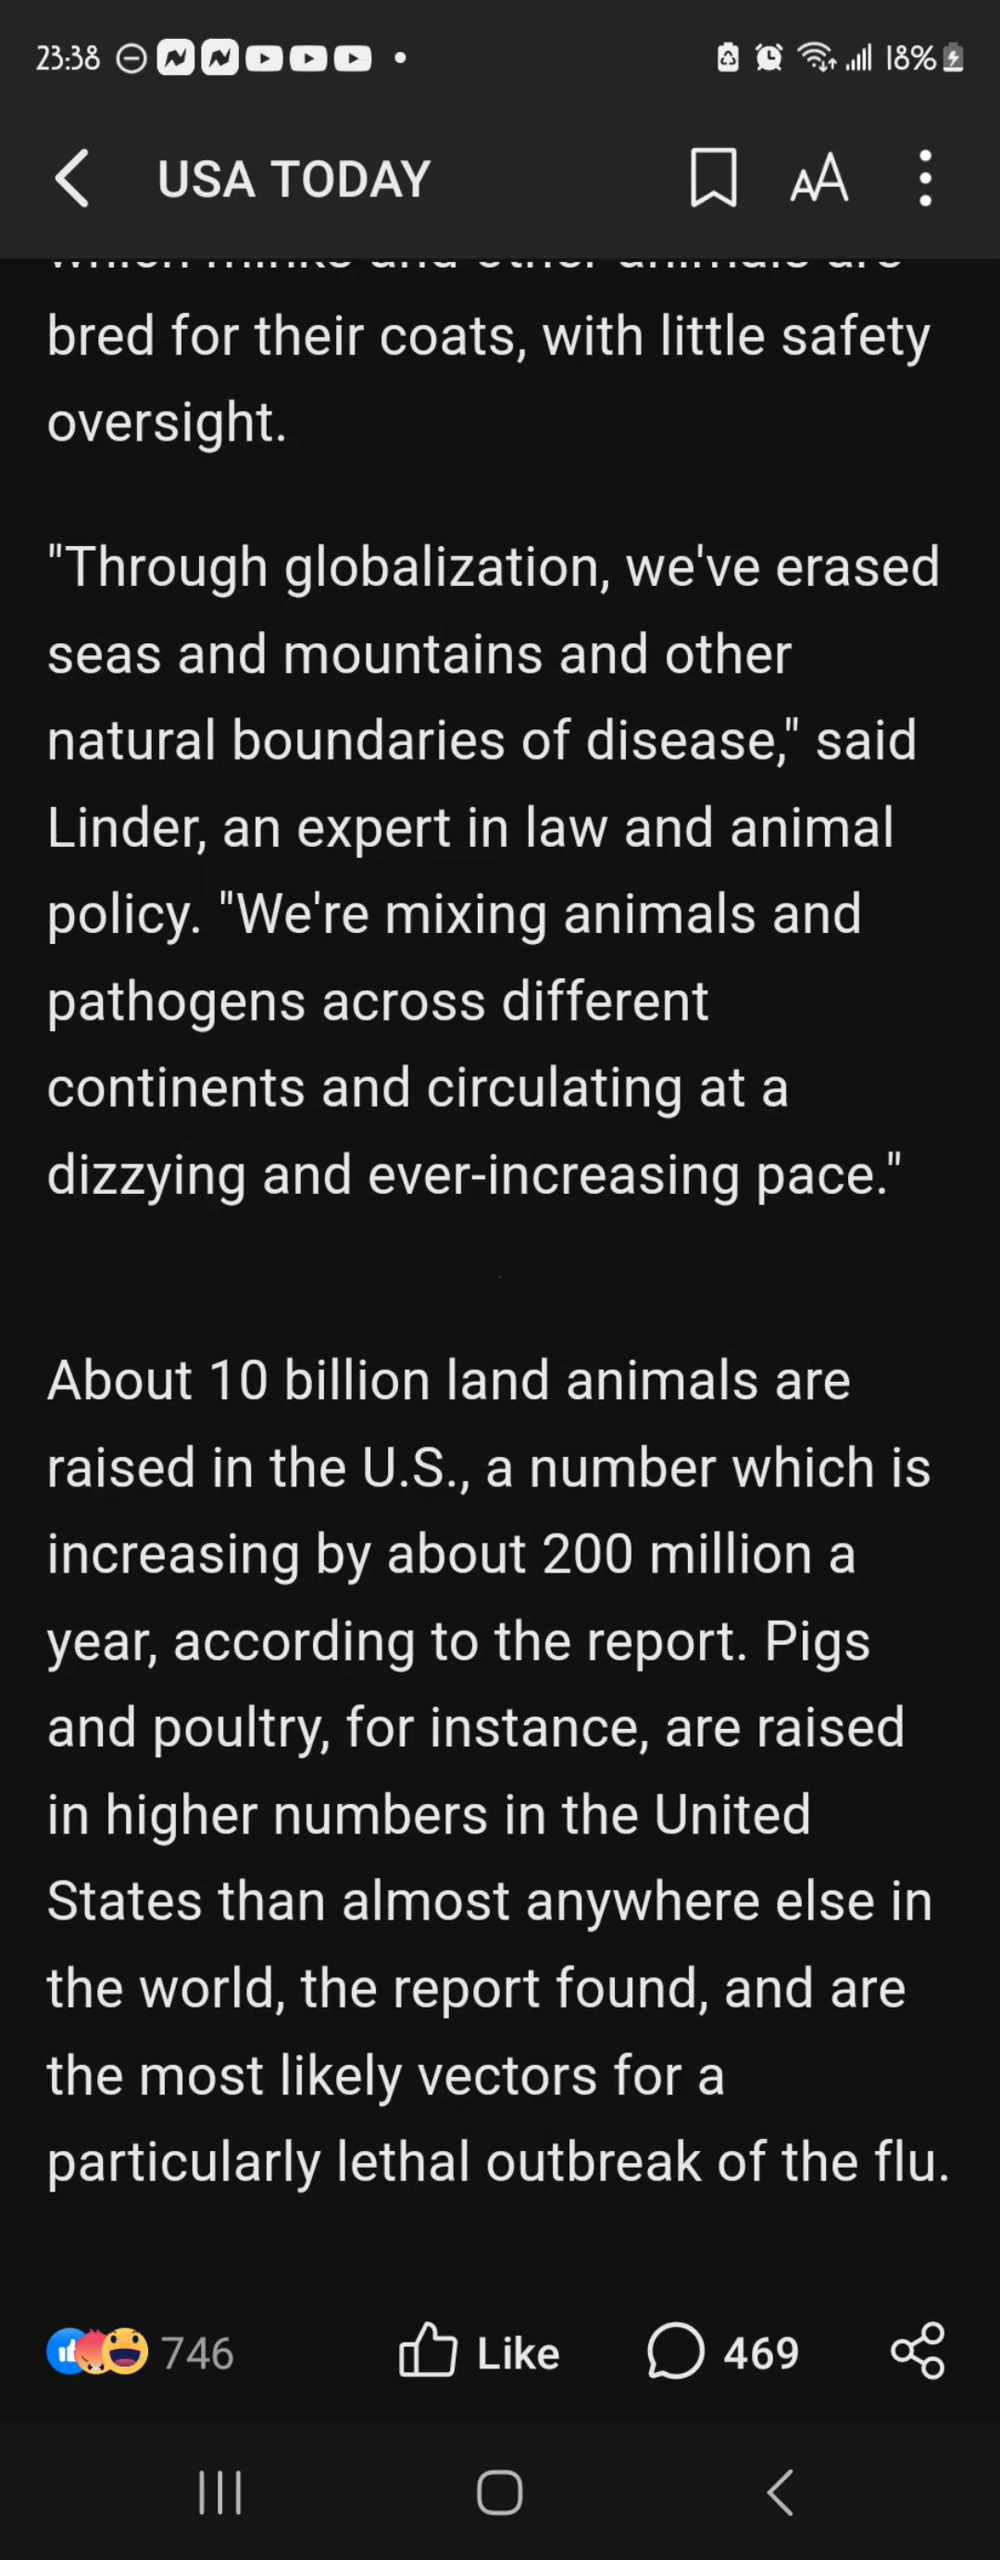 23:38
18%
USA TODAY
which minks and other animals are
bred for their coats, with little safety
oversight.
"Through globalization, we've erased
seas and mountains and other
natural boundaries of disease," said
Linder, an expert in law and animal
policy. "We're mixing animals and
pathogens across different
continents and circulating at a
dizzying and ever-increasing pace."
About 10 billion land animals are
raised in the U.S., a number which is
increasing by about 200 million a
year, according to the report. Pigs
and poultry, for instance, are raised
in higher numbers in the United
States than almost anywhere else in
the world, the report found, and are
the most likely vectors for a
particularly lethal outbreak of the flu.
746 Like 469